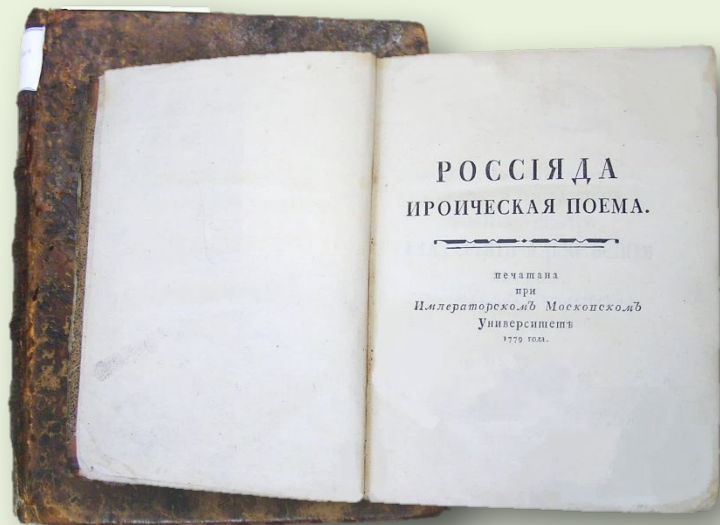 РОССІЯДА
ИРОИЧЕСКАЯ ПОЕМА.
печатана
при
Императорскомъ Московскомъ
Университетѣ
1779 года.